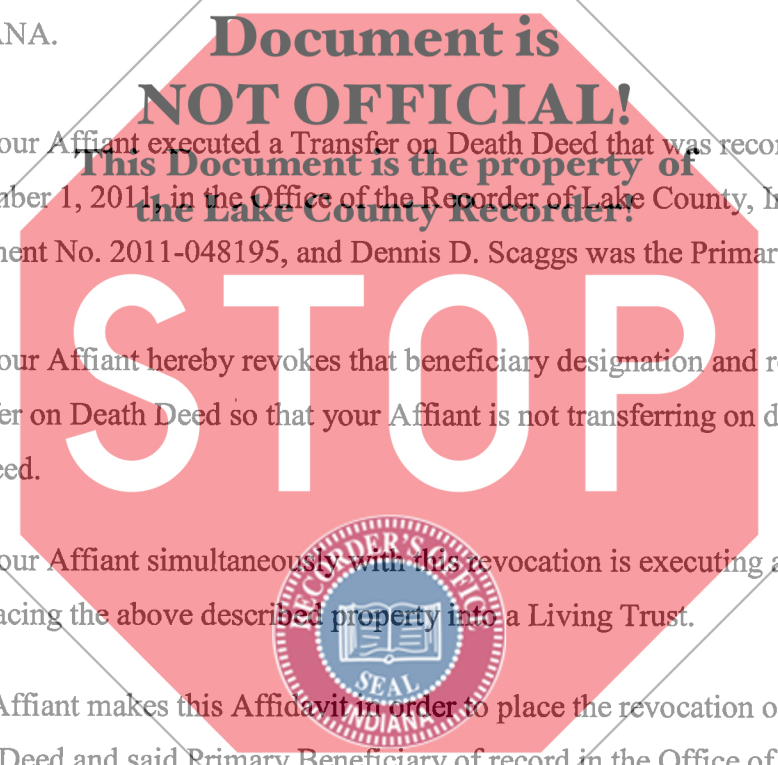 ANA.
Document is
NOT OFFICIAL!
our Affiant executed a Transfer on Death Deed that was recor
This Document is the property of
mber 1, 2011, in the Office of the Recorder of Lake County, In
the Lake County Recorder!
ment No. 2011-048195, and Dennis D. Scaggs was the Primar
STOP
our Affiant hereby revokes that beneficiary designation and r
er on Death Deed so that your Affiant is not transferring on d
eed.
our Affiant simultaneously with this revocation is executing a
acing the above described property into a Living Trust.
RECORDER'S OFFICE
SEAL
INDIANA
Affiant makes this Affidavit in order to place the revocation o
Deed and said Primary Beneficiary of record in the Office of